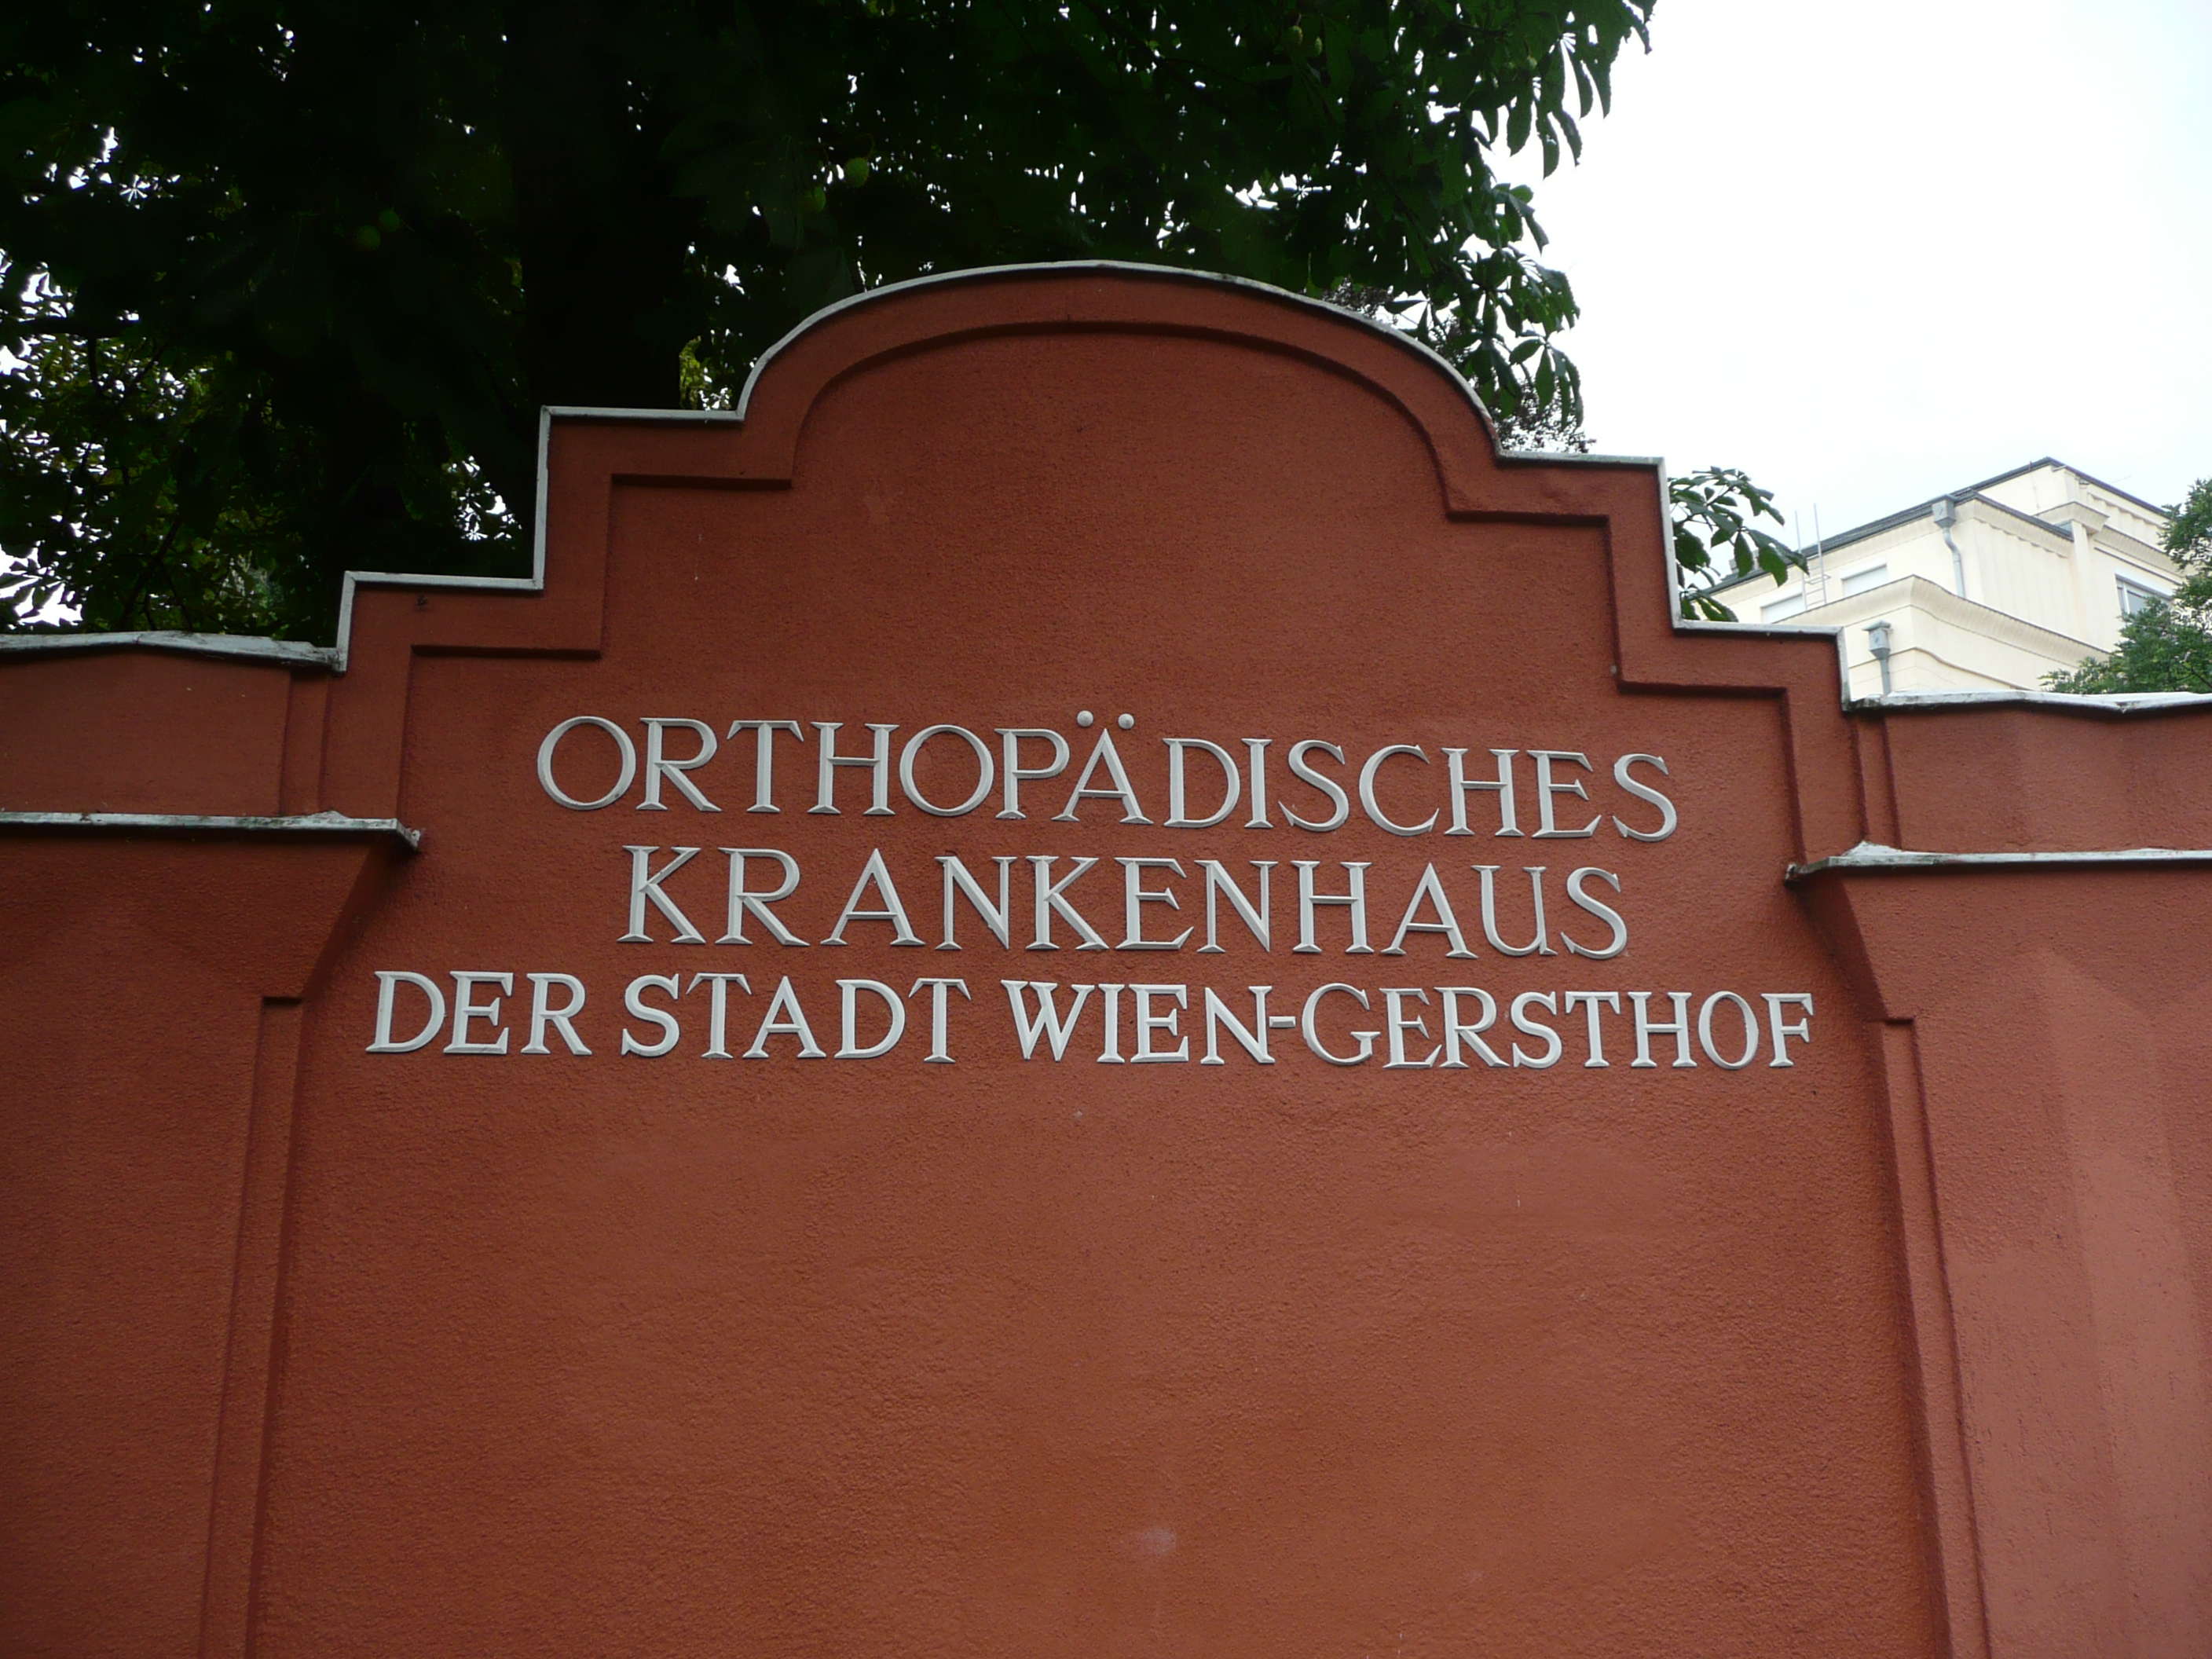 ORTHOPÄDISCHES
KRANKENHAUS
DER STADT WIEN-GERSTHOF